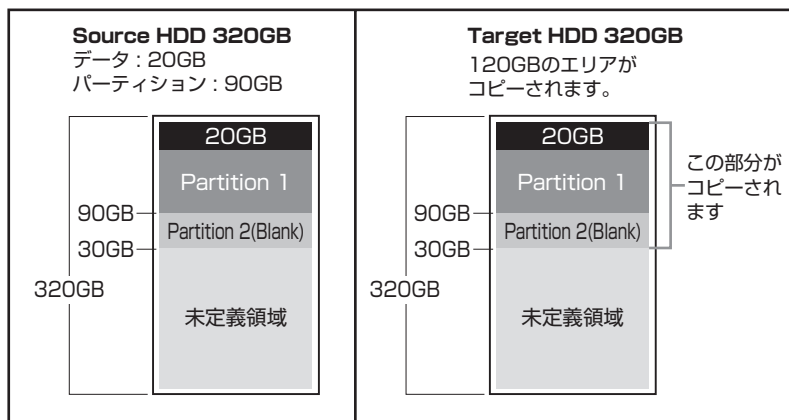 Source HDD 320GB
データ : 20GB
パーティション : 90GB
20GB
Partition 1
90GB
Partition 2(Blank)
30GB
320GB
未定義領域
Target HDD 320GB
120GBのエリアが
コピーされます。
20GB
Partition 1
90GB
Partition 2(Blank)
30GB
320GB
未定義領域
この部分が
コピーされ
ます